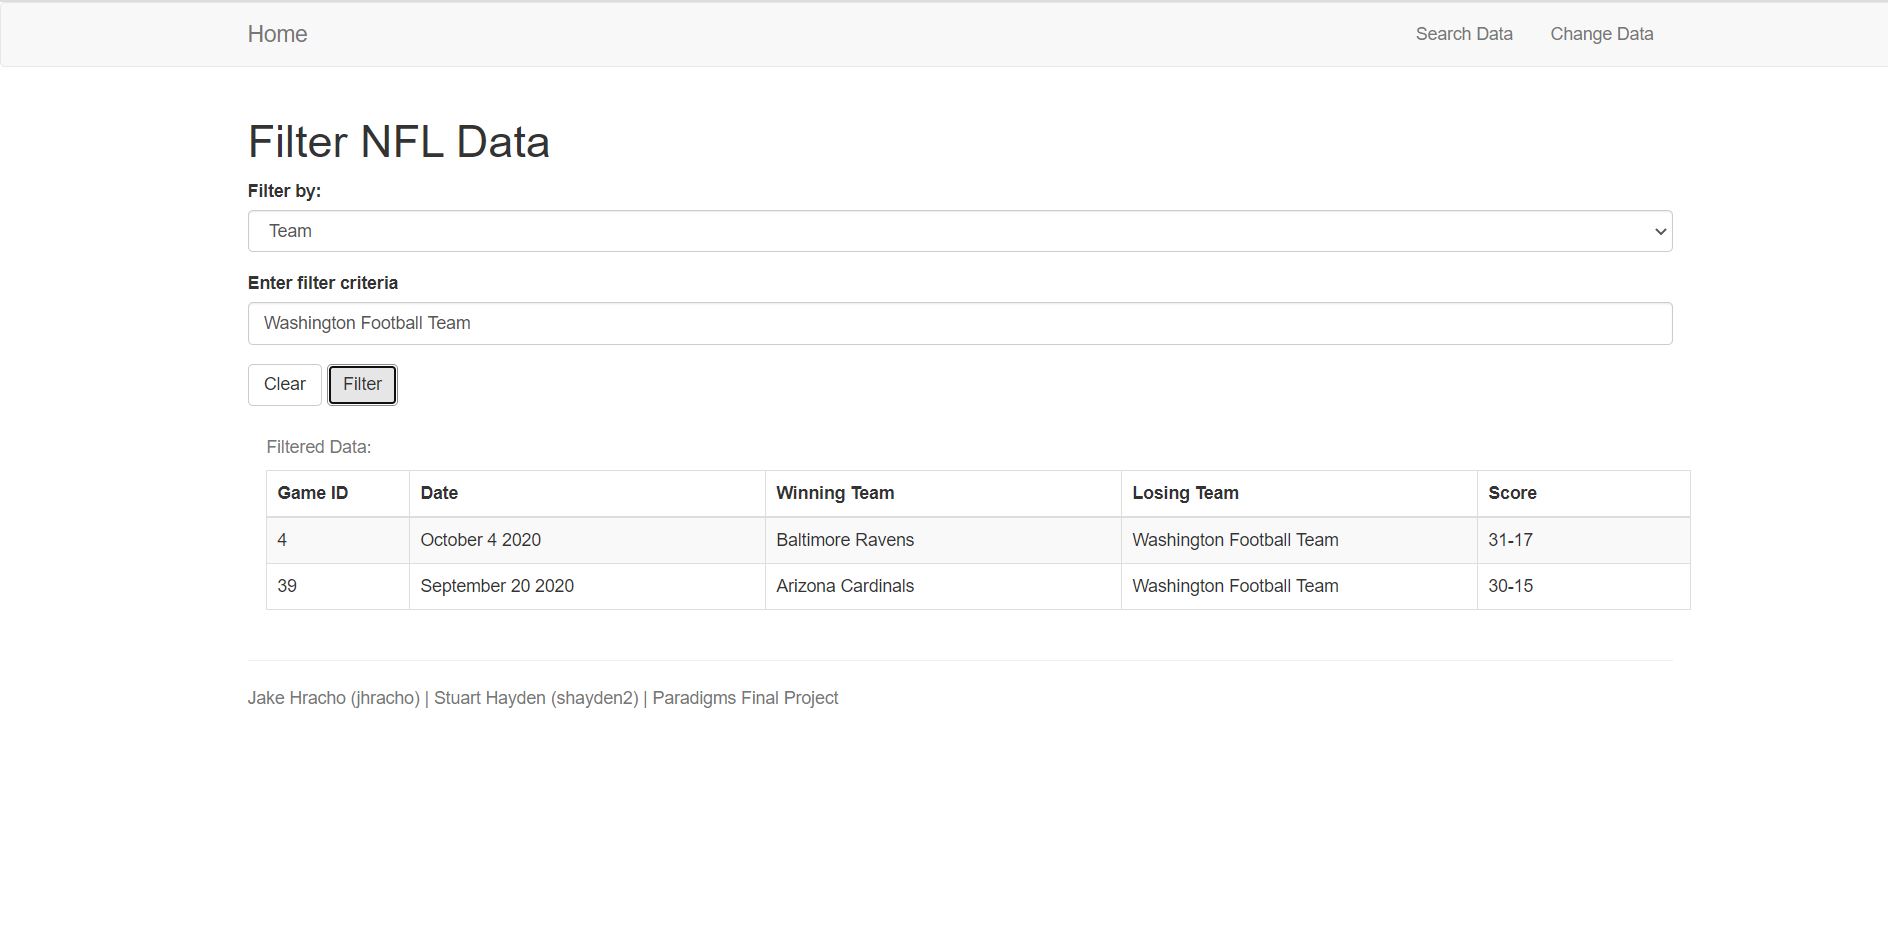 Home Search Data Change Data
Filter NFL Data
Filter by:
Team
Enter filter criteria
Washington Football Team
Clear Filter
Filtered Data:
Game ID Date Winning Team Losing Team Score
4 October 4 2020 Baltimore Ravens Washington Football Team 31-17
39 September 20 2020 Arizona Cardinals Washington Football Team 30-15
Jake Hracho (jhracho) | Stuart Hayden (shayden2) | Paradigms Final Project